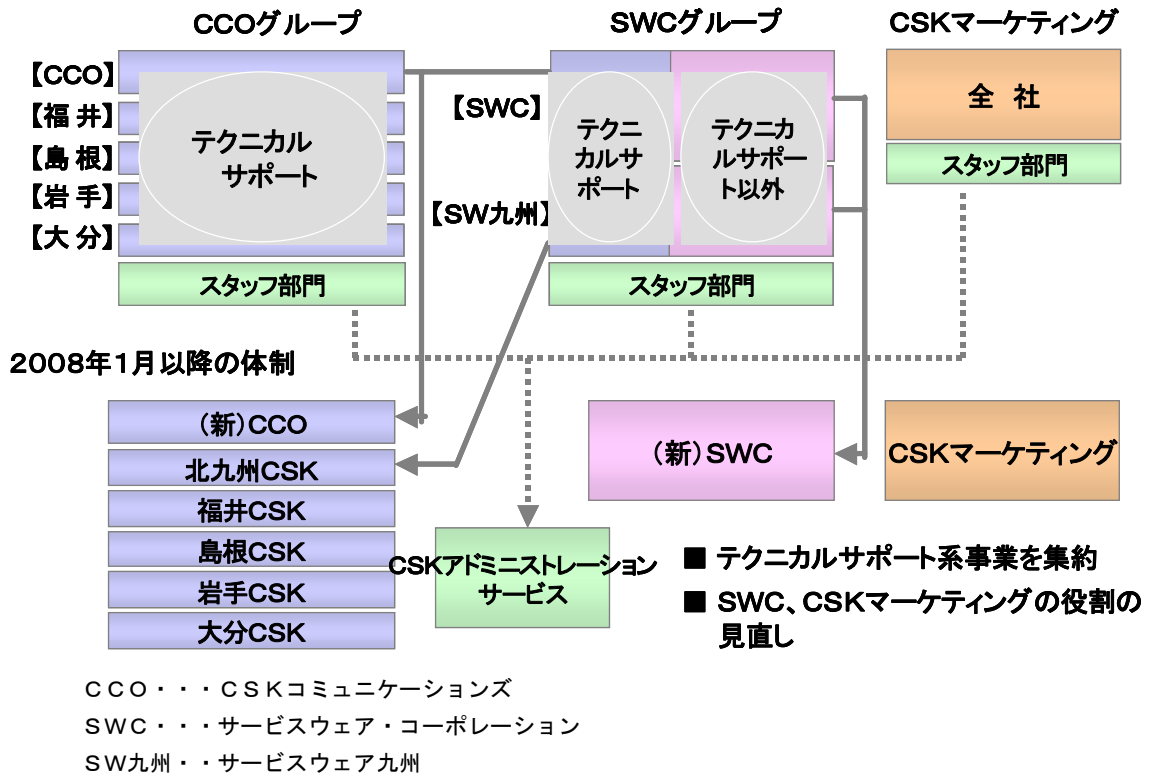 CCOグループ
SWCグループ
CSKマーケティング
【CCO】
【福 井】
【島 根】
【岩 手】
【大 分】
テクニカル
サポート
スタッフ部門
【SWC】
【SW九州】
テクニ
カルサ
ポート
テクニカ
ルサポー
ト以外
スタッフ部門
全 社
スタッフ部門
2008年1月以降の体制
(新)CCO
北九州CSK
福井CSK
島根CSK
岩手CSK
大分CSK
(新)SWC
CSKマーケティング
CSKアドミニストレーション
サービス
■ テクニカルサポート系事業を集約
■ SWC、CSKマーケティングの役割の
見直し
CCO・・・CSKコミュニケーションズ
SWC・・・サービスウェア・コーポレーション
SW九州・・サービスウェア九州